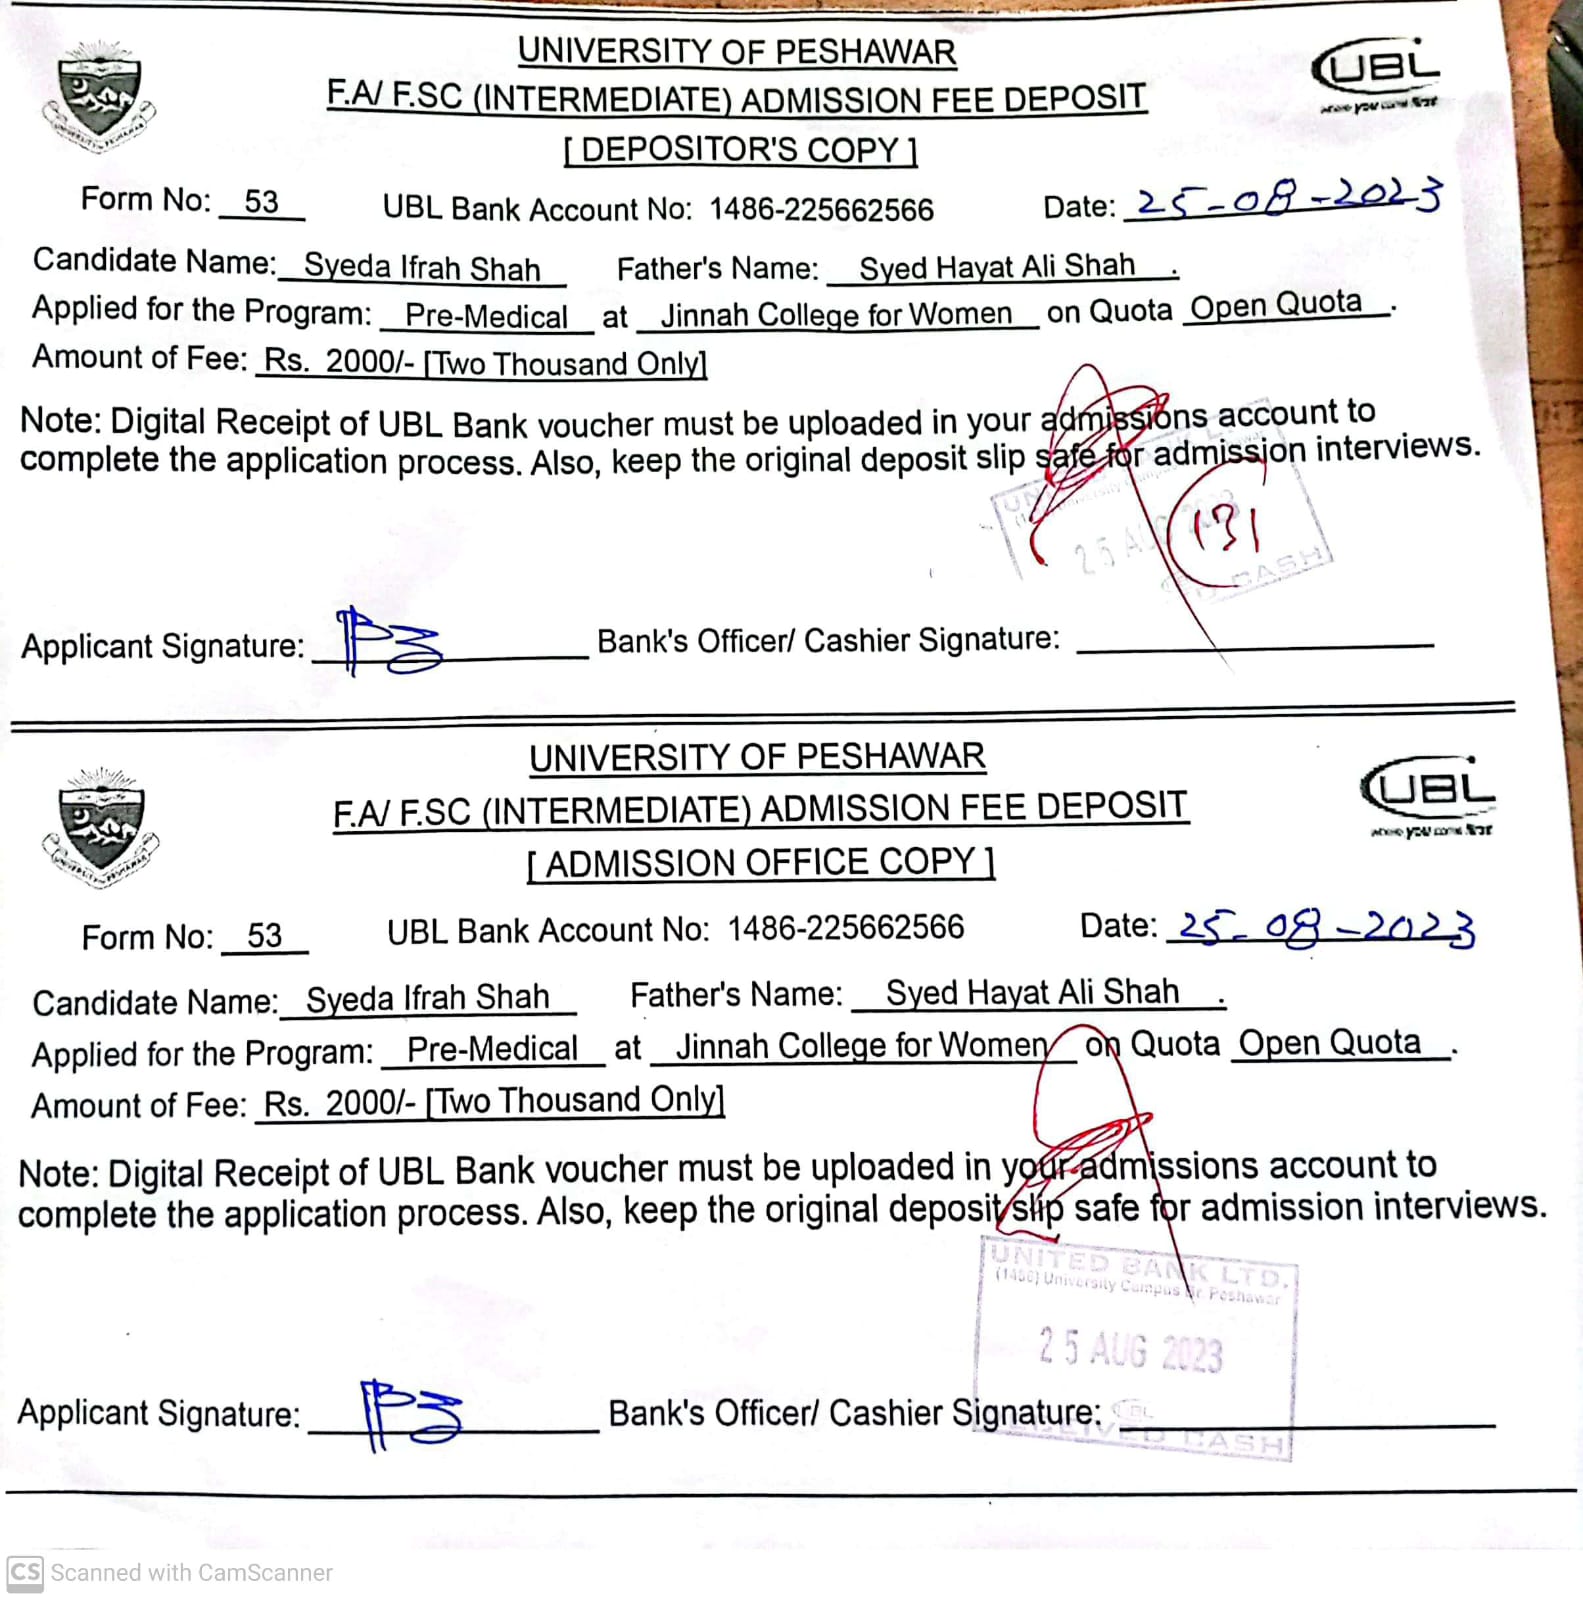 UNIVERSITY OF PESHAWAR
F.A/ F.SC (INTERMEDIATE) ADMISSION FEE DEPOSIT
[ DEPOSITOR'S COPY ]
UBL
where you come first
Form No: 53 UBL Bank Account No: 1486-225662566 Date: 25-08-2023
Candidate Name: Syeda Ifrah Shah Father's Name: Syed Hayat Ali Shah .
Applied for the Program: Pre-Medical at Jinnah College for Women on Quota Open Quota .
Amount of Fee: Rs. 2000/- [Two Thousand Only]
Note: Digital Receipt of UBL Bank voucher must be uploaded in your admissions account to
complete the application process. Also, keep the original deposit slip safe for admission interviews.
25 AUG 2023
131
CASH
Applicant Signature: Bank's Officer/ Cashier Signature:
UNIVERSITY OF PESHAWAR
F.A/ F.SC (INTERMEDIATE) ADMISSION FEE DEPOSIT
[ ADMISSION OFFICE COPY ]
UBL
where you come first
Form No: 53 UBL Bank Account No: 1486-225662566 Date: 25-08-2023
Candidate Name: Syeda Ifrah Shah Father's Name: Syed Hayat Ali Shah .
Applied for the Program: Pre-Medical at Jinnah College for Women on Quota Open Quota .
Amount of Fee: Rs. 2000/- [Two Thousand Only]
Note: Digital Receipt of UBL Bank voucher must be uploaded in your admissions account to
complete the application process. Also, keep the original deposit slip safe for admission interviews.
UNITED BANK LTD.
(1486) University Campus Br. Peshawar
25 AUG 2023
UBL
RECEIVED CASH
Applicant Signature: Bank's Officer/ Cashier Signature:
CS Scanned with CamScanner